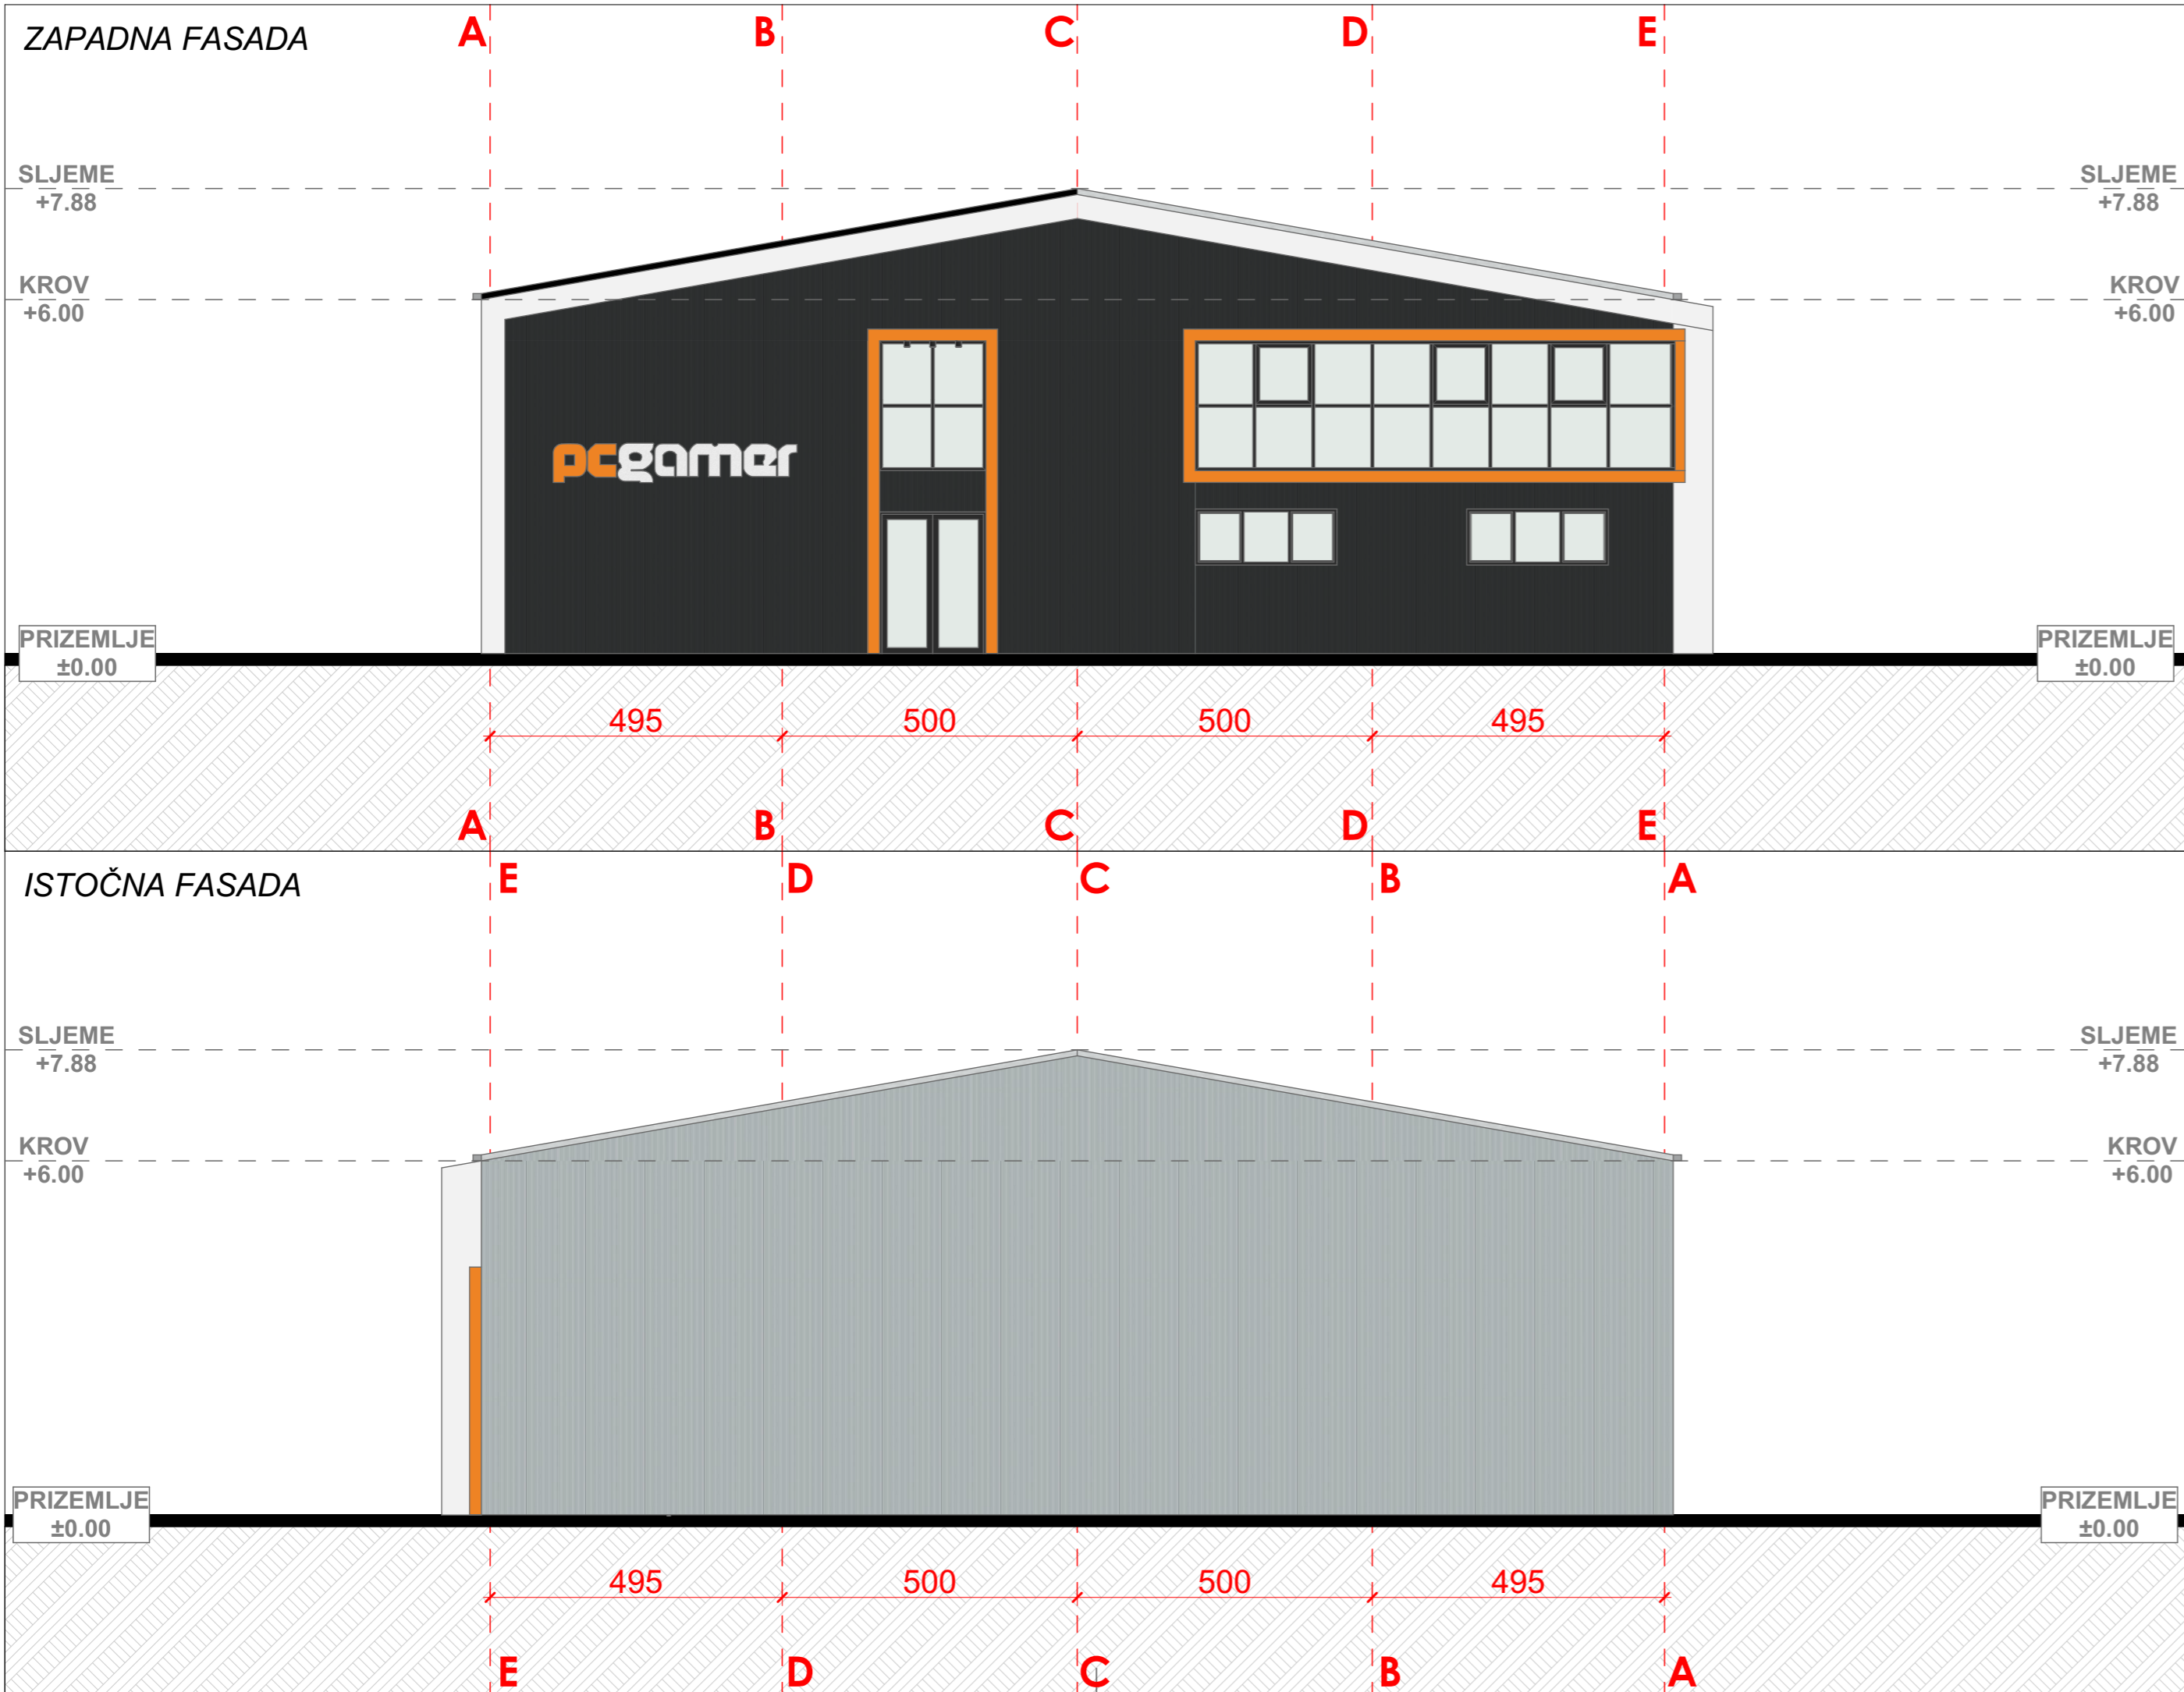 ZAPADNA FASADA
A B C D E
SLJEME SLJEME
+7.88 +7.88
KROV KROV
+6.00 +6.00
pcgamer
PRIZEMLJE PRIZEMLJE
±0.00 ±0.00
495 500 500 495
A B C D E
ISTOČNA FASADA
E D C B A
SLJEME SLJEME
+7.88 +7.88
KROV KROV
+6.00 +6.00
PRIZEMLJE PRIZEMLJE
±0.00 ±0.00
495 500 500 495
E D C B A